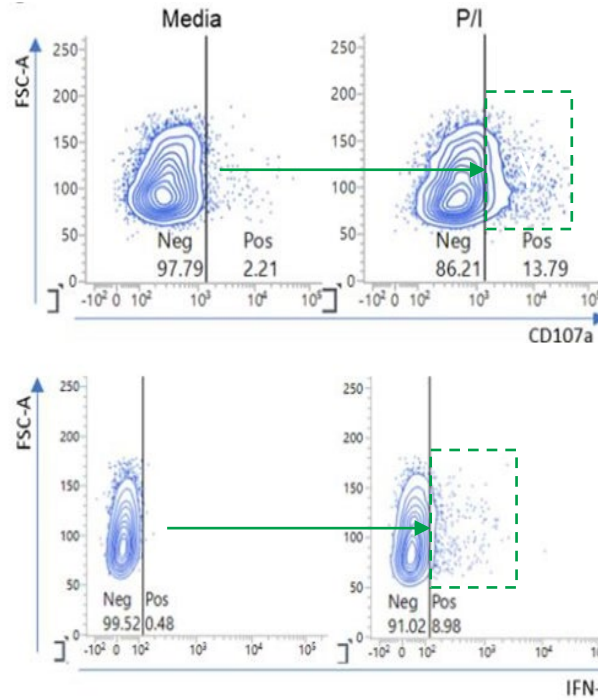 Media P/I
FSC-A
250 250
200 200
150 150
100 100
50 50
0 0
Neg Pos Neg Pos
97.79 2.21 86.21 13.79
-10² 0 10² 10³ 10⁴ 10⁵ -10² 0 10² 10³ 10⁴ 10⁵
CD107a
FSC-A
250 250
200 200
150 150
100 100
50 50
0 0
Neg Pos Neg Pos
99.52 0.48 91.02 8.98
-10² 0 10² 10³ 10⁴ 10⁵ -10² 0 10² 10³ 10⁴
IFN-